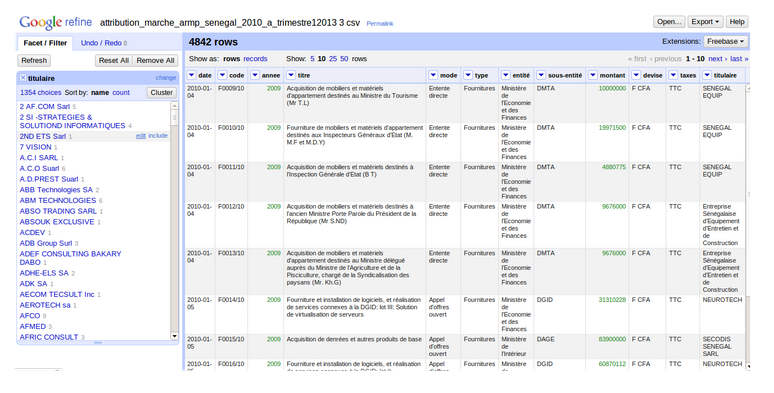 Google refine attribution_marche_armp_senegal_2010_a_trimestre12013 3 csv Permalink
Open... Export Help
Facet / Filter Undo / Redo 0
Refresh Reset All Remove All
titulaire change
1354 choices Sort by: name count Cluster
2 AF.COM Sarl 5
2 SI -STRATEGIES &
SOLUTIOND INFORMATIQUES 4
2ND ETS Sarl 1 edit include
7 VISION 1
A.C.I SARL 1
A.C.O Suarl 6
A.D.PREST Suarl 1
ABB Technologies SA 2
ABM TECHNOLOGIES 6
ABSO TRADING SARL 1
ABSOUK EXCLUSIVE 1
ACDEV 1
ADB Group Surl 3
ADEF CONSULTING BAKARY
DABO 1
ADHE-ELS SA 2
ADK SA 1
AECOM TECSULT Inc 1
AEROTECH sa 1
AFCO 9
AFMED 3
AFRIC CONSULT 3
4842 rows
Extensions: Freebase
Show as: rows records Show: 5 10 25 50 rows
« first ‹ previous 1 - 10 next › last »
date code annee titre mode type entité sous-entité montant devise taxes titulaire
2010-01-04 F0009/10 2009 Acquisition de mobiliers et matériels d'appartement destinés au Ministre du Tourisme (Mr T.L) Entente directe Fournitures Ministère de l'Economie et des Finances DMTA 10000000 F CFA TTC SENEGAL EQUIP
2010-01-04 F0010/10 2009 Fourniture de mobiliers et matériels d'appartement destinés aux Inspecteurs Généraux d'Etat (M. M.F et M.D.Y) Entente directe Fournitures Ministère de l'Economie et des Finances DMTA 19971500 F CFA TTC SENEGAL EQUIP
2010-01-04 F0011/10 2009 Acquisition de mobiliers et matériels destinés à l'Inspection Générale d'Etat (B T) Entente directe Fournitures Ministère de l'Economie et des Finances DMTA 4880775 F CFA TTC SENEGAL EQUIP
2010-01-04 F0012/10 2009 Acquisition de mobiliers et matériels destinés à l'ancien Ministre Porte Parole du Président de la République (Mr S.ND) Entente directe Fournitures Ministère de l'Economie et des Finances DMTA 9676000 F CFA TTC Entreprise Sénégalaise d'Equipement d'Entretien et de Construction
2010-01-04 F0013/10 2009 Acquisition de mobiliers et matériels d'appartement destinés au Ministre délégué auprès du Ministre de l'Agriculture et de la Pisciculture, chargé de la Syndicalisation des paysans (Mr. Kh.G) Entente directe Fournitures Ministère de l'Economie et des Finances DMTA 9676000 F CFA TTC Entreprise Sénégalaise d'Equipement d'Entretien et de Construction
2010-01-05 F0014/10 2009 Fourniture et installation de logiciels, et réalisation de services connexes à la DGID; lot III: Solution de virtualisation de serveurs Appel d'offres ouvert Fournitures Ministère de l'Economie et des Finances DGID 31310228 F CFA TTC NEUROTECH
2010-01-05 F0015/10 2009 Acquisition de denrées et autres produits de base Appel d'offres ouvert Fournitures Ministère de l'Intérieur DAGE 83900000 F CFA TTC SECODIS SENEGAL SARL
2010-01-05 F0016/10 2009 Fourniture et installation de logiciels, et réalisation Appel Fournitures Ministère DGID 60870112 F CFA TTC NEUROTECH